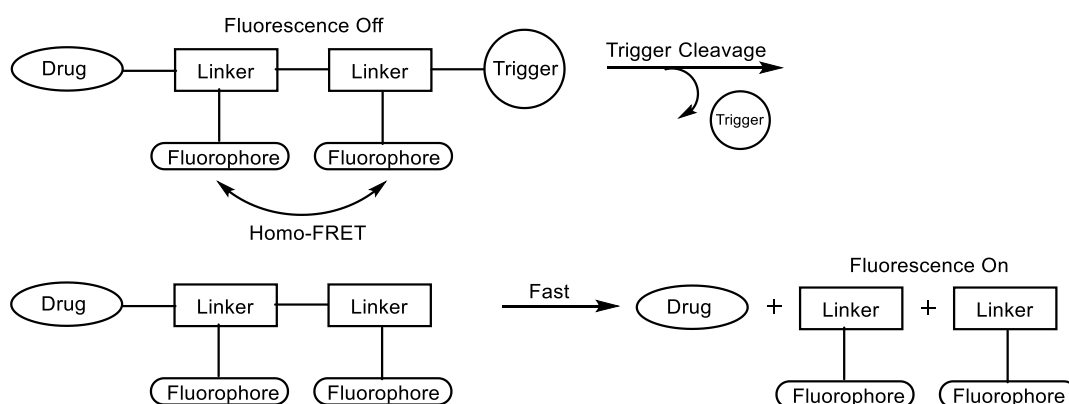 Fluorescence Off
Drug Linker Linker Trigger
Trigger Cleavage
Trigger
Fluorophore Fluorophore
Homo-FRET
Fluorescence On
Drug Linker Linker Fast Drug + Linker + Linker
Fluorophore Fluorophore Fluorophore Fluorophore